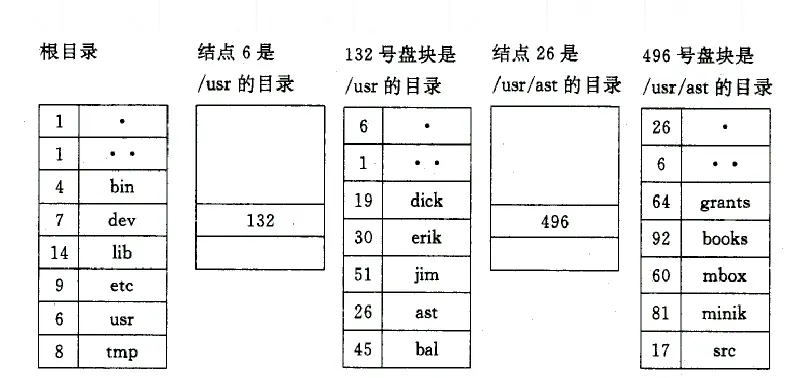 根目录
结点 6 是
/usr 的目录
132 号盘块是
/usr 的目录
结点 26 是
/usr/ast 的目录
496 号盘块是
/usr/ast 的目录
1 •
1 • •
4 bin
7 dev
14 lib
9 etc
6 usr
8 tmp
132
6 •
1 • •
19 dick
30 erik
51 jim
26 ast
45 bal
496
26 •
6 • •
64 grants
92 books
60 mbox
81 minik
17 src